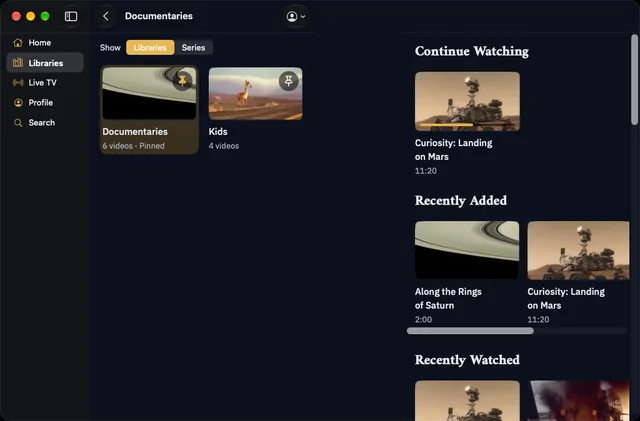 Documentaries
Home
Libraries
Live TV
Profile
Search
Show
Libraries
Series
Documentaries
6 videos · Pinned
Kids
4 videos
Continue Watching
Curiosity: Landing
on Mars
11:20
Recently Added
Along the Rings
of Saturn
2:00
Curiosity: Landing
on Mars
11:20
Recently Watched